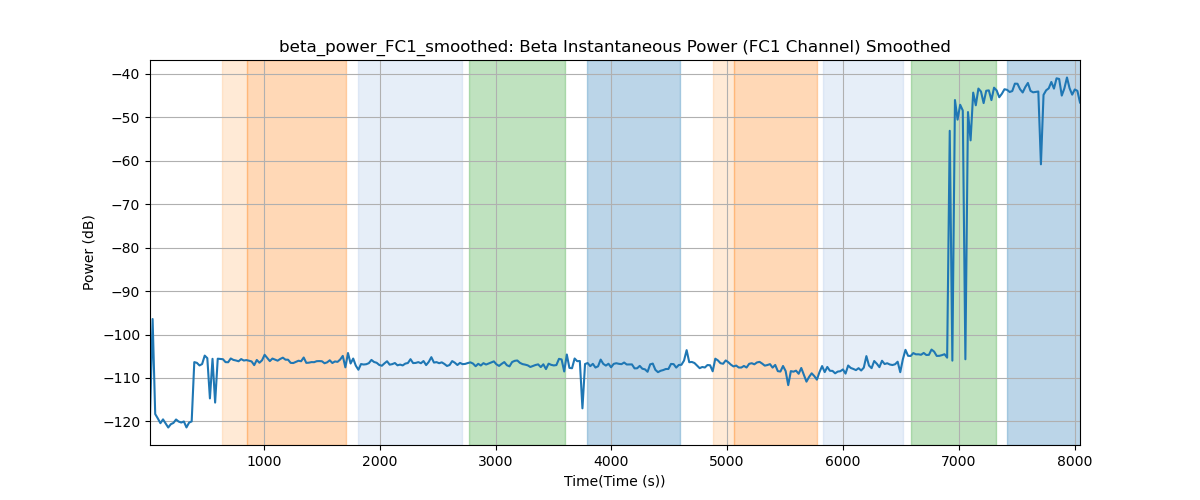 beta_power_FC1_smoothed: Beta Instantaneous Power (FC1 Channel) Smoothed
Power (dB)
−40
−50
−60
−70
−80
−90
−100
−110
−120
1000 2000 3000 4000 5000 6000 7000 8000
Time(Time (s))